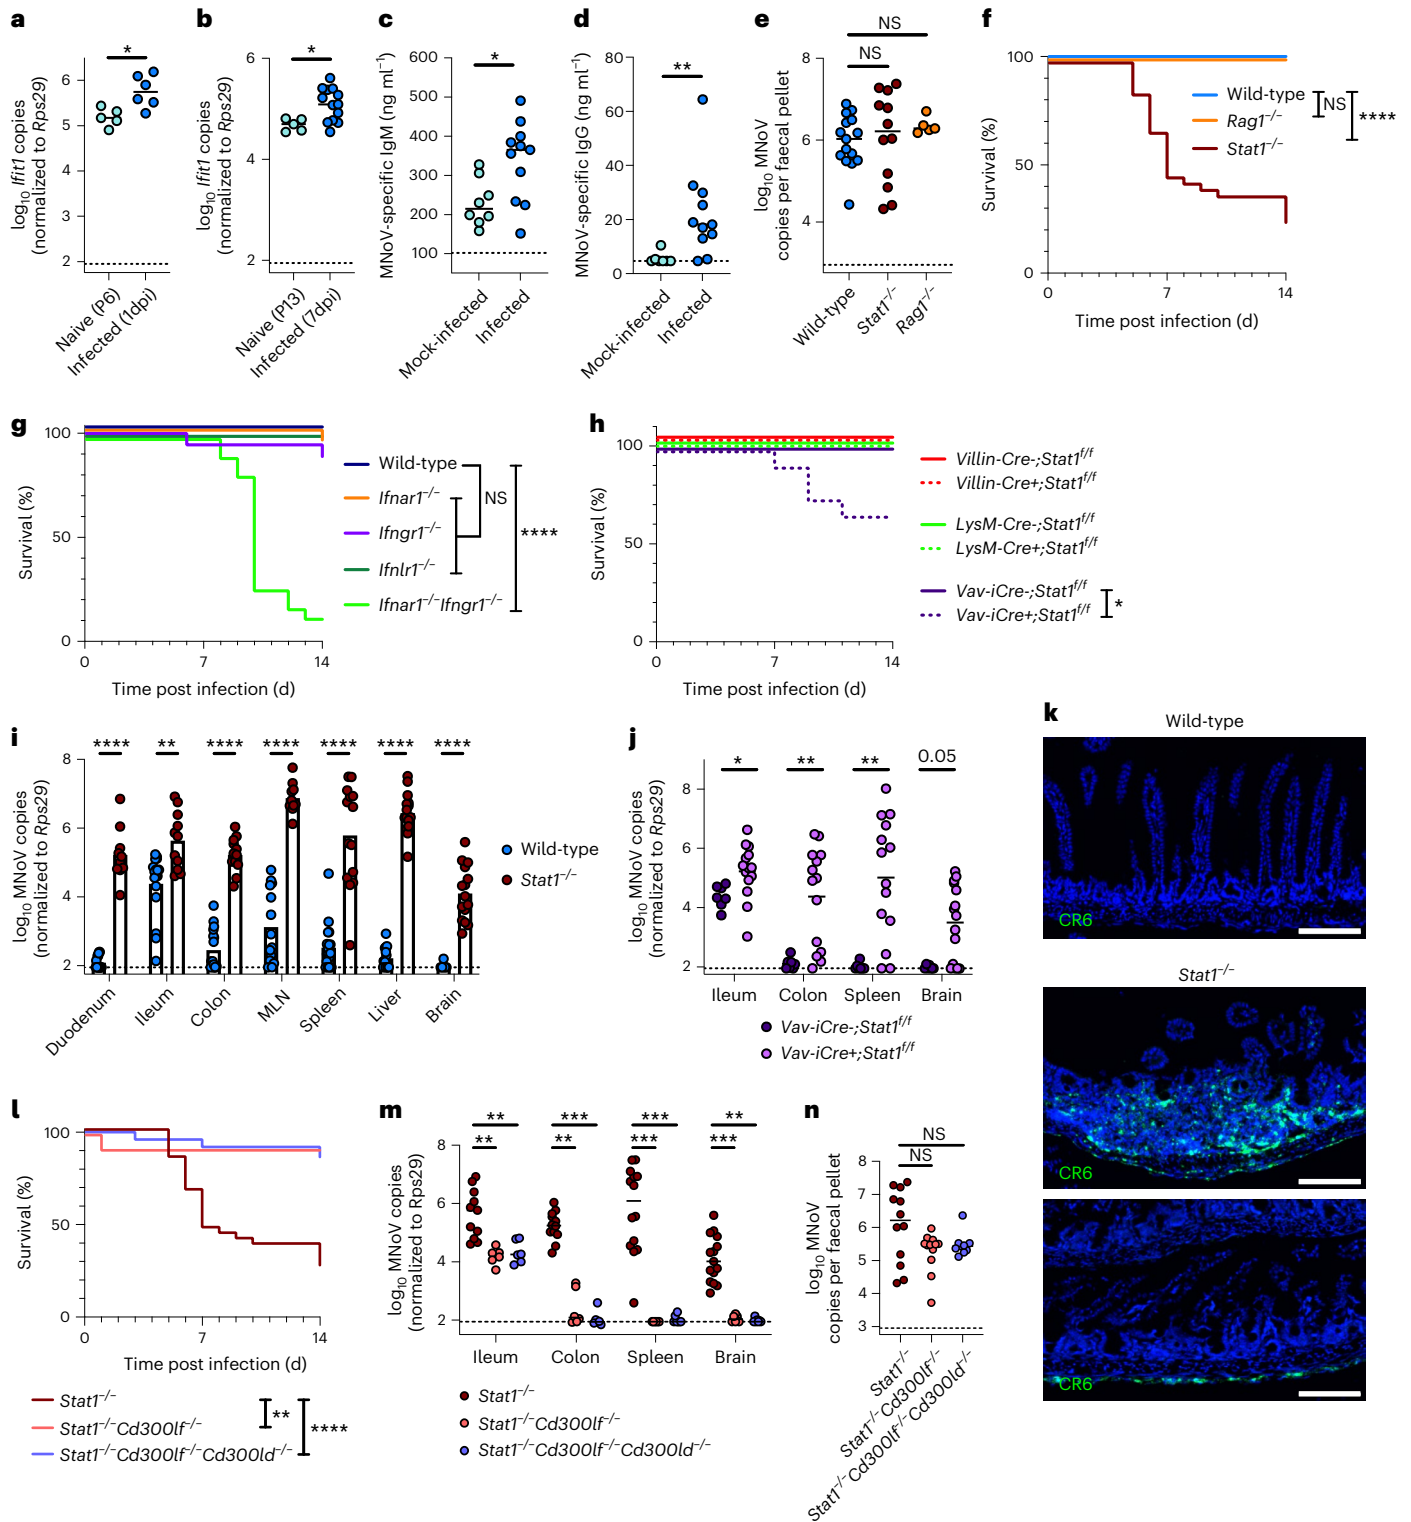 a
*
log10 Ifit1 copies
(normalized to Rps29)
6
5
4
3
2
Naive (P6)
Infected (1dpi)
b
*
log10 Ifit1 copies
(normalized to Rps29)
6
4
2
Naive (P13)
Infected (7dpi)
c
*
MNoV-specific IgM (ng ml−1)
600
500
400
300
200
100
Mock-infected
Infected
d
**
MNoV-specific IgG (ng ml−1)
80
60
40
20
0
Mock-infected
Infected
e
NS
NS
log10 MNoV
copies per faecal pellet
8
6
4
Wild-type
Stat1−/−
Rag1−/−
f
Survival (%)
100
50
0
0 7 14
Time post infection (d)
Wild-type
Rag1−/−
Stat1−/−
NS
****
g
Survival (%)
100
50
0
0 7 14
Time post infection (d)
Wild-type
Ifnar1−/−
Ifngr1−/−
Ifnlr1−/−
Ifnar1−/−Ifngr1−/−
NS
****
h
Survival (%)
100
50
0
0 7 14
Time post infection (d)
Villin-Cre-;Stat1f/f
Villin-Cre+;Stat1f/f
LysM-Cre-;Stat1f/f
LysM-Cre+;Stat1f/f
Vav-iCre-;Stat1f/f
Vav-iCre+;Stat1f/f
*
i
**** ** **** **** **** **** ****
log10 MNoV copies
(normalized to Rps29)
8
6
4
2
Duodenum
Ileum
Colon
MLN
Spleen
Liver
Brain
Wild-type
Stat1−/−
j
* ** ** 0.05
log10 MNoV copies
(normalized to Rps29)
8
6
4
2
Ileum Colon Spleen Brain
Vav-iCre-;Stat1f/f
Vav-iCre+;Stat1f/f
k
Wild-type
CR6
Stat1−/−
CR6
CR6
l
Survival (%)
100
50
0
0 7 14
Time post infection (d)
Stat1−/−
Stat1−/−Cd300lf−/−
Stat1−/−Cd300lf−/−Cd300ld−/−
**
****
m
** *** *** **
** ** *** ***
log10 MNoV copies
(normalized to Rps29)
8
6
4
2
Ileum Colon Spleen Brain
Stat1−/−
Stat1−/−Cd300lf−/−
Stat1−/−Cd300lf−/−Cd300ld−/−
n
NS
NS
log10 MNoV
copies per faecal pellet
8
7
6
5
4
3
Stat1−/−
Stat1−/−Cd300lf−/−
Stat1−/−Cd300lf−/−Cd300ld−/−